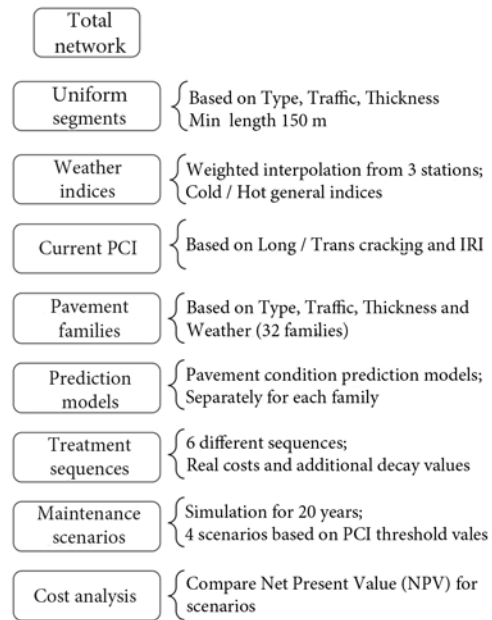 Total
network
Uniform
segments
Based on Type, Traffic, Thickness
Min length 150 m
Weather
indices
Weighted interpolation from 3 stations;
Cold / Hot general indices
Current PCI
Based on Long / Trans cracking and IRI
Pavement
families
Based on Type, Traffic, Thickness and
Weather (32 families)
Prediction
models
Pavement condition prediction models;
Separately for each family
Treatment
sequences
6 different sequences;
Real costs and additional decay values
Maintenance
scenarios
Simulation for 20 years;
4 scenarios based on PCI threshold vales
Cost analysis
Compare Net Present Value (NPV) for
scenarios